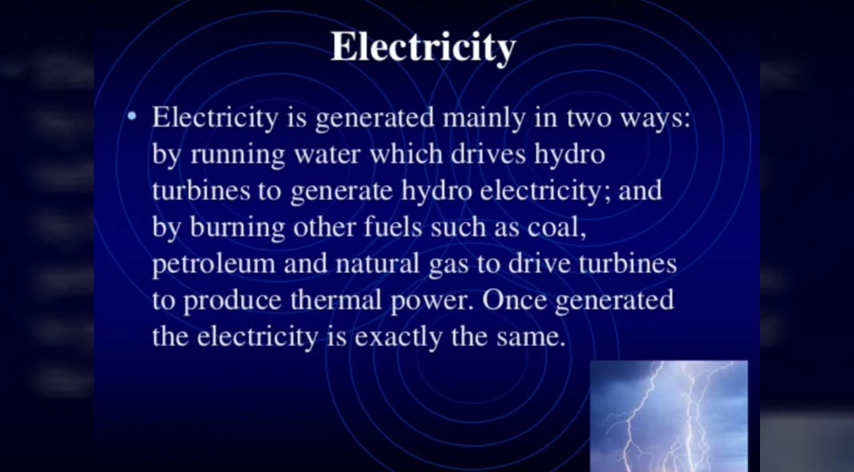 Electricity
• Electricity is generated mainly in two ways:
by running water which drives hydro
turbines to generate hydro electricity; and
by burning other fuels such as coal,
petroleum and natural gas to drive turbines
to produce thermal power. Once generated
the electricity is exactly the same.